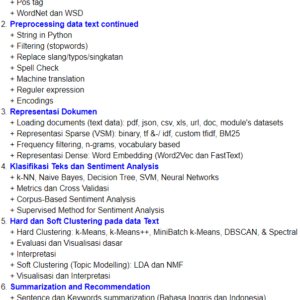 + Pos tag
+ WordNet dan WSD
2. Preprocessing data text continued
+ String in Python
+ Filtering (stopwords)
+ Replace slang/typos/singkatan
+ Spell Check
+ Machine translation
+ Reguler expression
+ Encodings
3. Representasi Dokumen
+ Loading documents (text data): pdf, json, csv, xls, url, doc, module's datasets
+ Representasi Sparse (VSM): binary, tf &-/ idf, custom tfidf, BM25
+ Frequency filtering, n-grams, vocabulary based
+ Representasi Dense: Word Embedding (Word2Vec dan FastText)
4. Klasifikasi Teks dan Sentiment Analysis
+ k-NN, Naive Bayes, Decision Tree, SVM, Neural Networks
+ Metrics dan Cross Validasi
+ Corpus-Based Sentiment Analysis
+ Supervised Method for Sentiment Analysis
5. Hard dan Soft Clustering pada data Text
+ Hard Clustering: k-Means, k-Means++, MiniBatch k-Means, DBSCAN, & Spectral
+ Evaluasi dan Visualisasi dasar
+ Interpretasi
+ Soft Clustering (Topic Modelling): LDA dan NMF
+ Visualisasi dan Interpretasi
6. Summarization and Recommendation
+ Sentence dan Keywords summarization (Bahasa Inggris dan Indonesia)